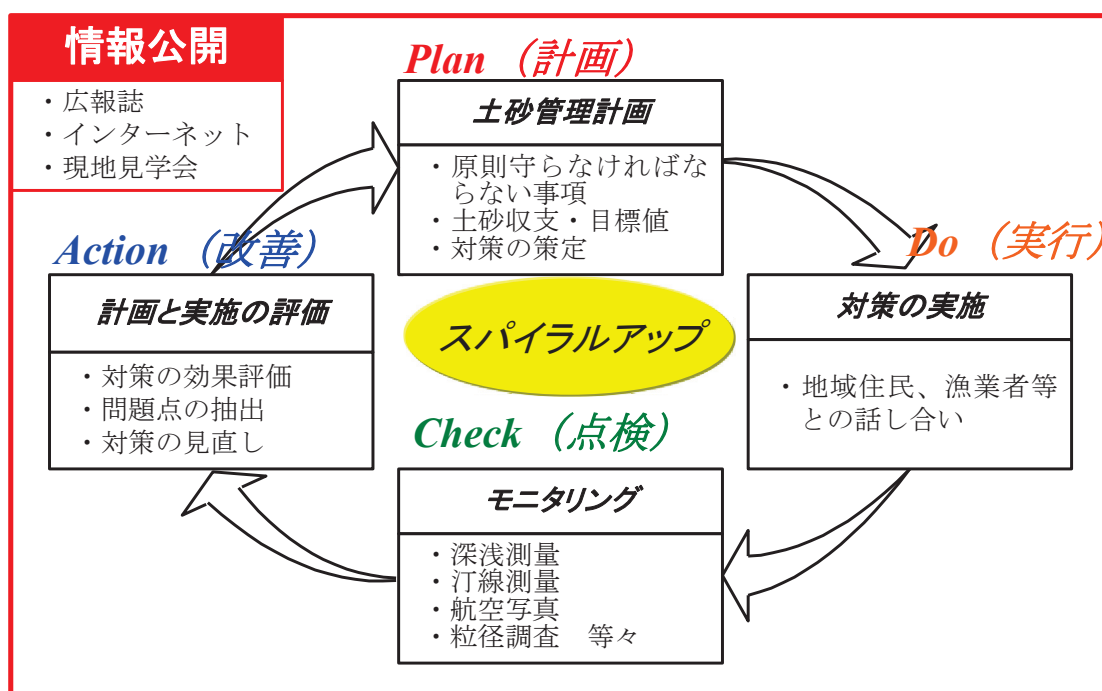 情報公開
・広報誌
・インターネット
・現地見学会
Plan（計画）
土砂管理計画
・原則守らなければな
らない事項
・土砂収支・目標値
・対策の策定
Do（実行）
対策の実施
・地域住民、漁業者等
との話し合い
スパイラルアップ
Check（点検）
モニタリング
・深浅測量
・汀線測量
・航空写真
・粒径調査　等々
Action（改善）
計画と実施の評価
・対策の効果評価
・問題点の抽出
・対策の見直し